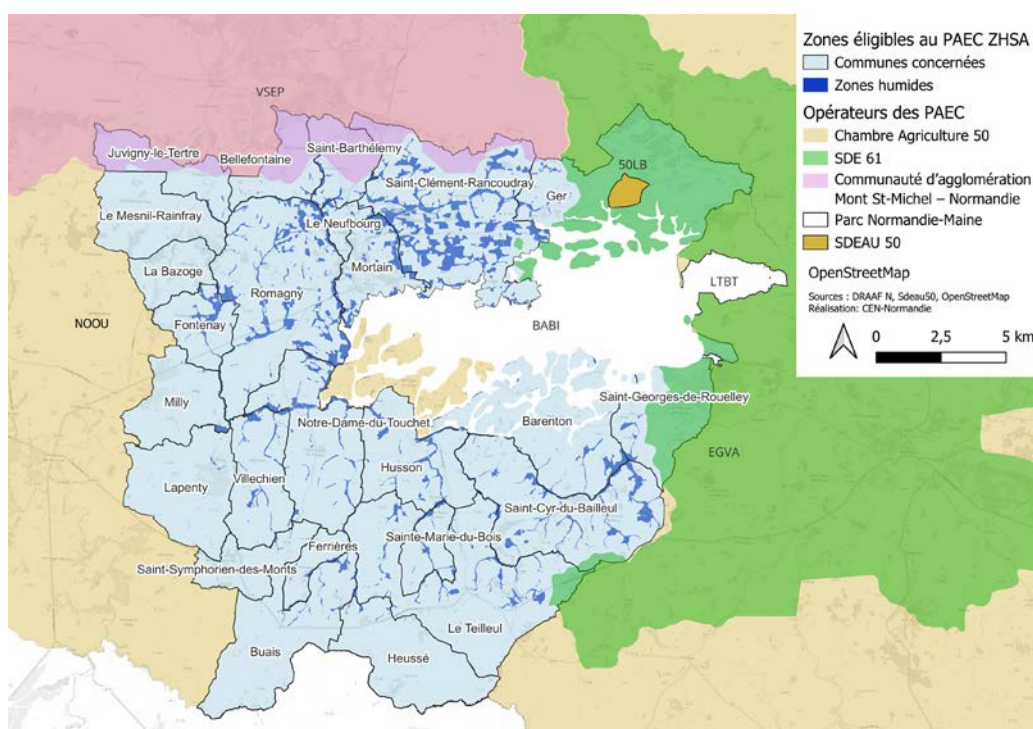 VSEP
Juvigny-le-Tertre
Bellefontaine
Saint-Barthélemy
Saint-Clément-Rancoudray
Ger
50LB
Le Mesnil-Rainfray
Le Neufbourg
Mortain
La Bazoge
Romagny
NOOU
Fontenay
BABI
LTBT
Milly
Notre-Dame-du-Touchet
Barenton
Saint-Georges-de-Rouelley
EGVA
Lapenty
Villechien
Husson
Saint-Cyr-du-Bailleul
Ferrières
Sainte-Marie-du-Bois
Saint-Symphorien-des-Monts
Le Teilleul
Buais
Heussé
Zones éligibles au PAEC ZHSA
Communes concernées
Zones humides
Opérateurs des PAEC
Chambre Agriculture 50
SDE 61
Communauté d'agglomération
Mont St-Michel – Normandie
Parc Normandie-Maine
SDEAU 50
OpenStreetMap
Sources : DRAAF N, Sdeau50, OpenStreetMap
Réalisation: CEN-Normandie
0 2,5 5 km